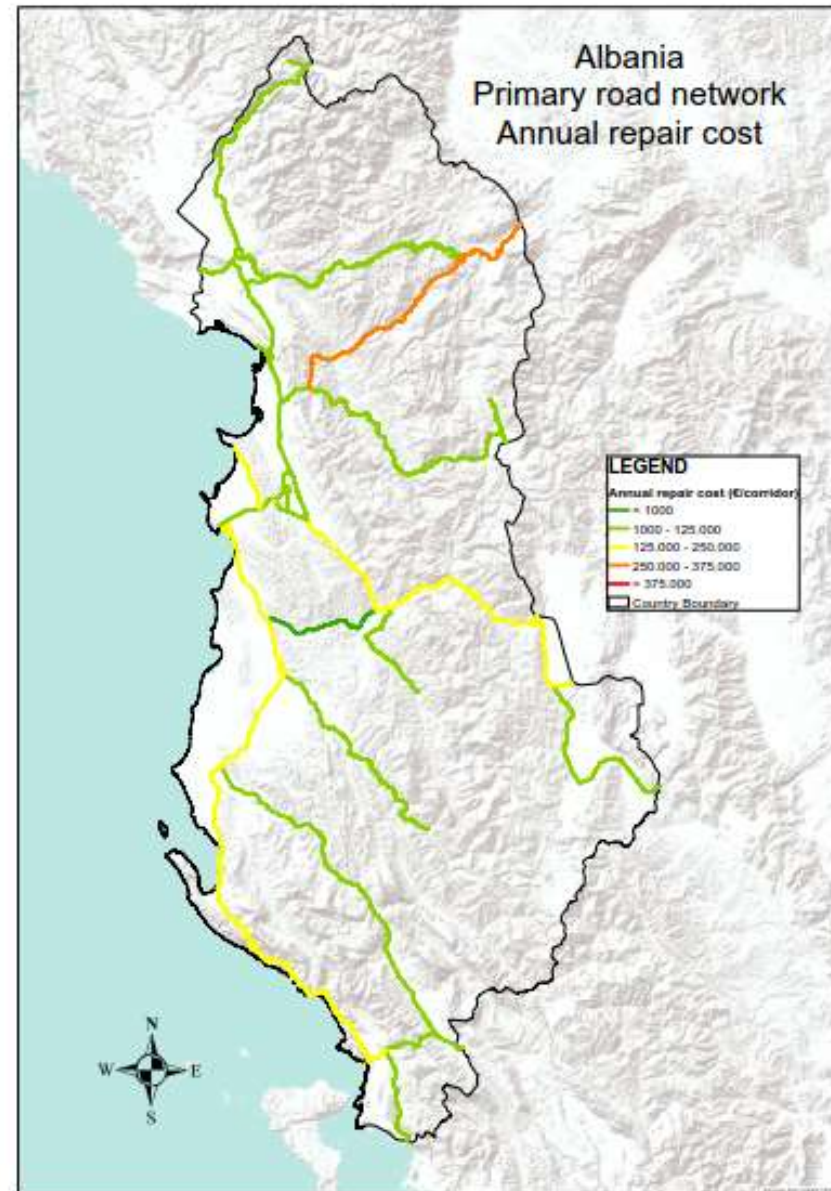 Albania
Primary road network
Annual repair cost
LEGEND
Annual repair cost (€/corridor)
< 1000
1000 - 125.000
125.000 - 250.000
250.000 - 375.000
> 375.000
Country Boundary
N
W E
S